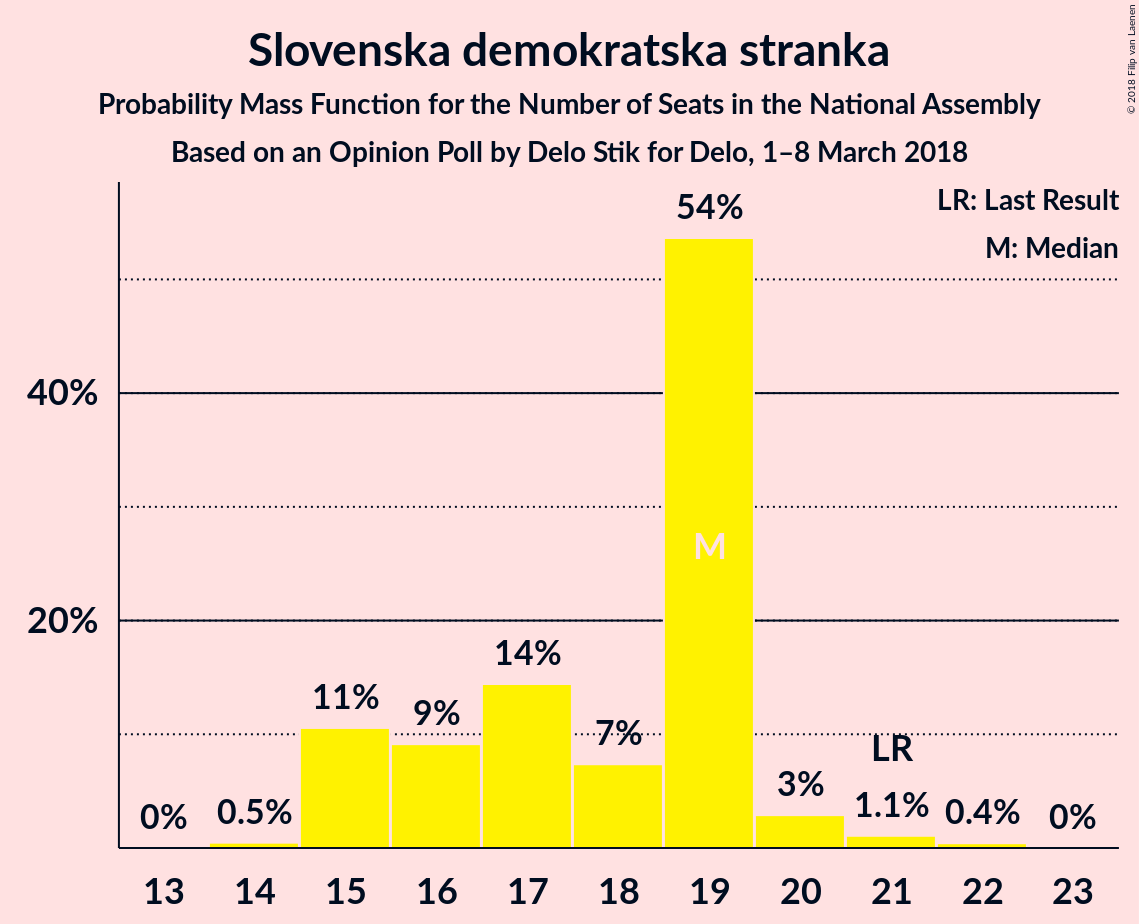 Slovenska demokratska stranka
Probability Mass Function for the Number of Seats in the National Assembly
Based on an Opinion Poll by Delo Stik for Delo, 1–8 March 2018
© 2018 Filip van Laenen
LR: Last Result
M: Median
54%
40%
M
20%
14%
11%
9%
7%
LR
3%
1.1%
0%
0.5%
0.4%
0%
13 14 15 16 17 18 19 20 21 22 23